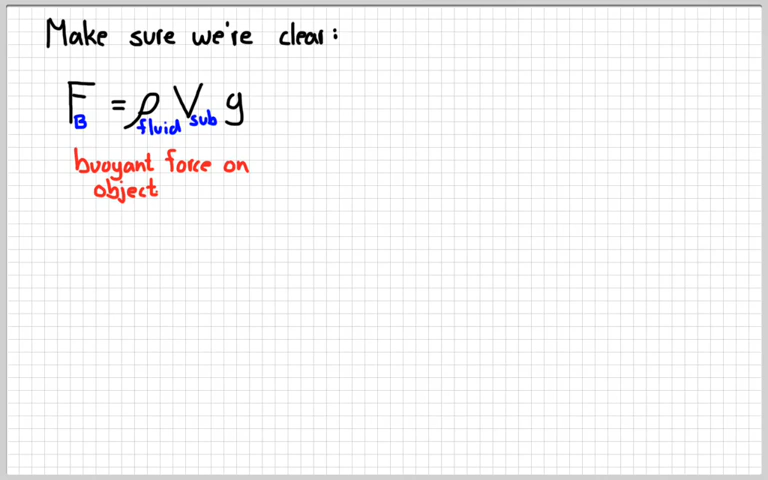 Make sure we're clear:
F_B = ρ_fluid V_sub g
buoyant force on
object